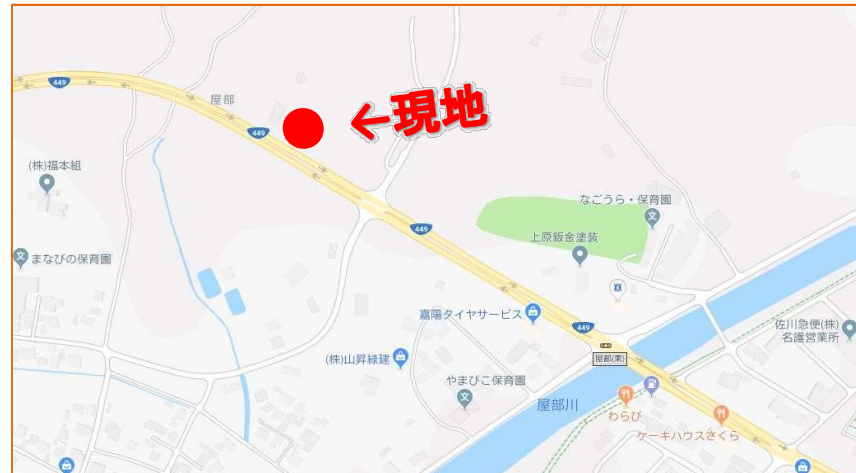 449
屋部
449
←現地
(株)福本組
まなびの保育園
449
なごうら・保育園
上原鈑金塗装
嘉陽タイヤサービス
449
屋部(東)
佐川急便(株)
名護営業所
(株)山昇緑建
やまびこ保育園
屋部川
わらび
ケーキハウスさくら
449